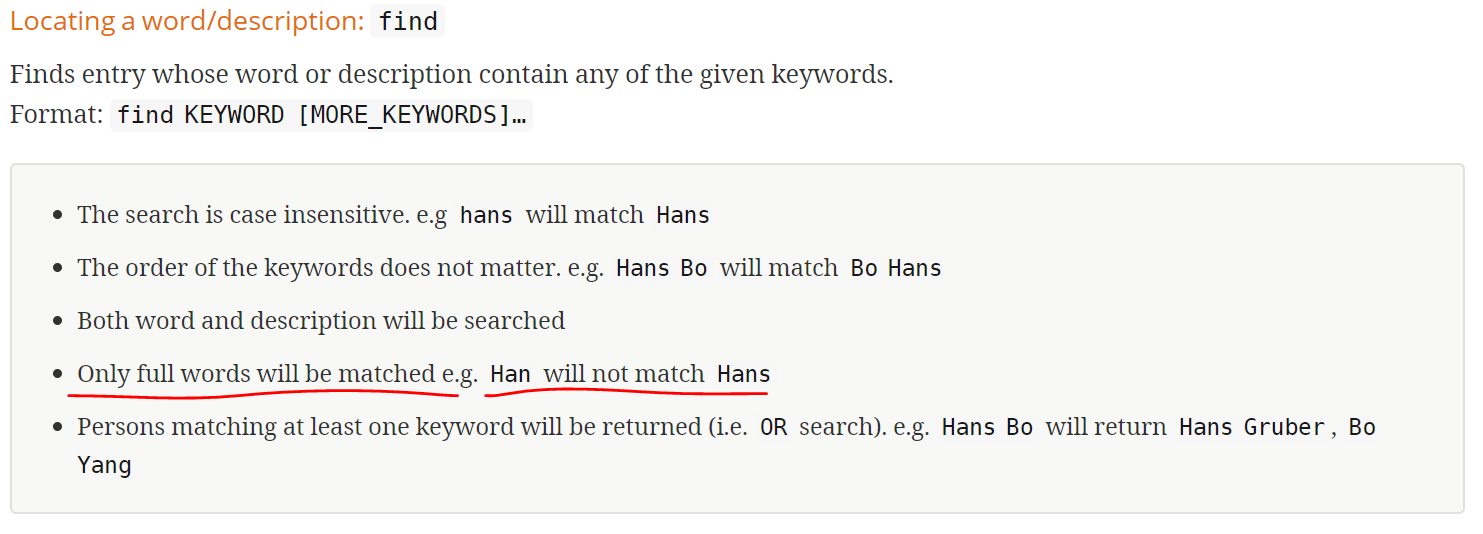 Locating a word/description: find
Finds entry whose word or description contain any of the given keywords.
Format: find KEYWORD [MORE_KEYWORDS]…
• The search is case insensitive. e.g hans will match Hans
• The order of the keywords does not matter. e.g. Hans Bo will match Bo Hans
• Both word and description will be searched
• Only full words will be matched e.g. Han will not match Hans
• Persons matching at least one keyword will be returned (i.e. OR search). e.g. Hans Bo will return Hans Gruber, Bo
Yang